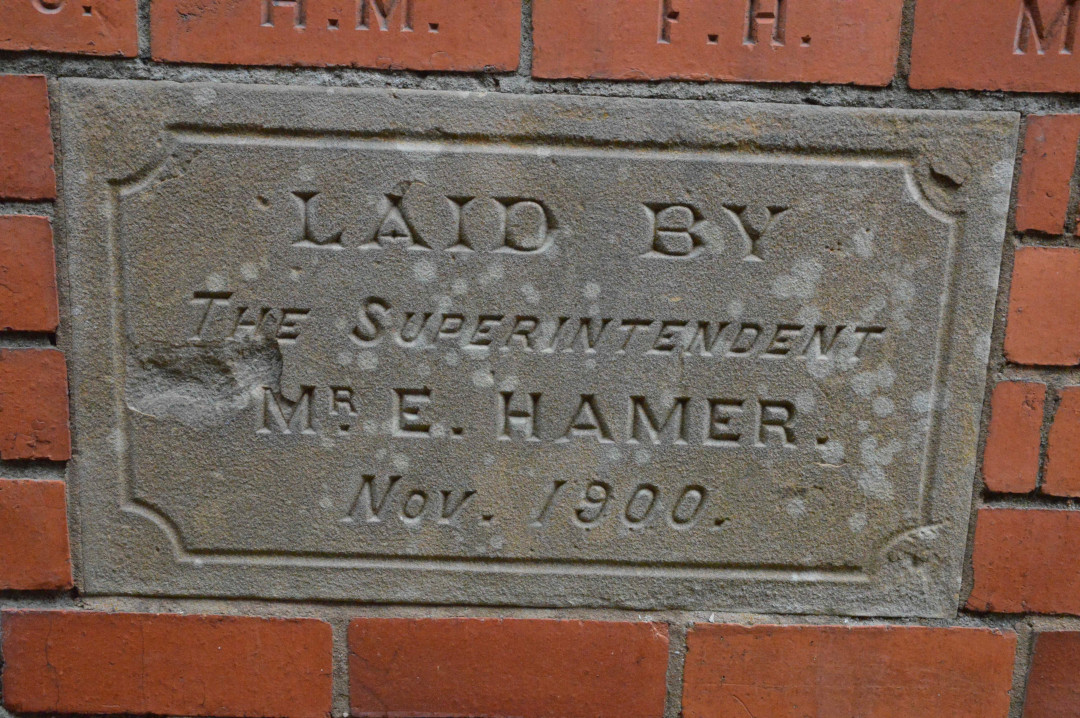 H.M. H.
LAID BY
THE SUPERINTENDENT
MR. E. HAMER.
NOV. 1900.